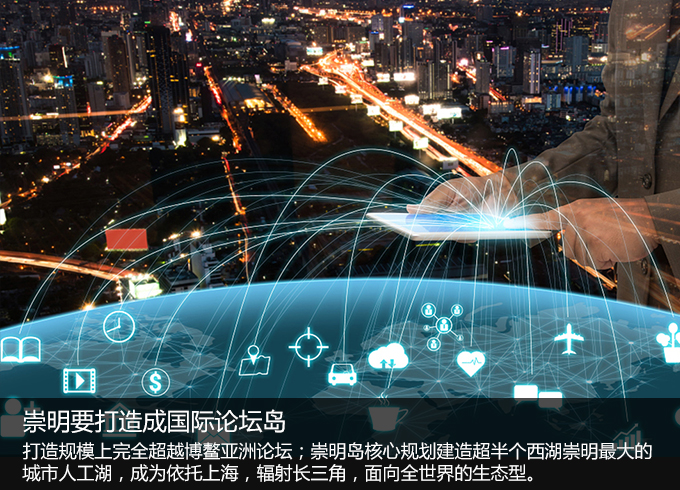 崇明要打造成国际论坛岛
打造规模上完全超越博鳌亚洲论坛；崇明岛核心规划建造超半个西湖崇明最大的
城市人工湖，成为依托上海，辐射长三角，面向全世界的生态型。